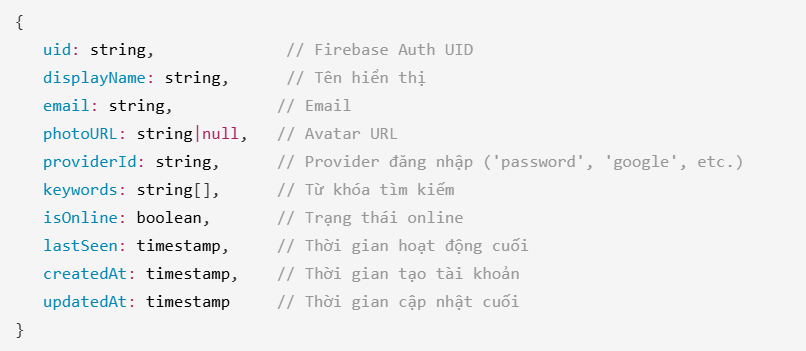 {
uid: string, // Firebase Auth UID
displayName: string, // Tên hiển thị
email: string, // Email
photoURL: string|null, // Avatar URL
providerId: string, // Provider đăng nhập ('password', 'google', etc.)
keywords: string[], // Từ khóa tìm kiếm
isOnline: boolean, // Trạng thái online
lastSeen: timestamp, // Thời gian hoạt động cuối
createdAt: timestamp, // Thời gian tạo tài khoản
updatedAt: timestamp // Thời gian cập nhật cuối
}